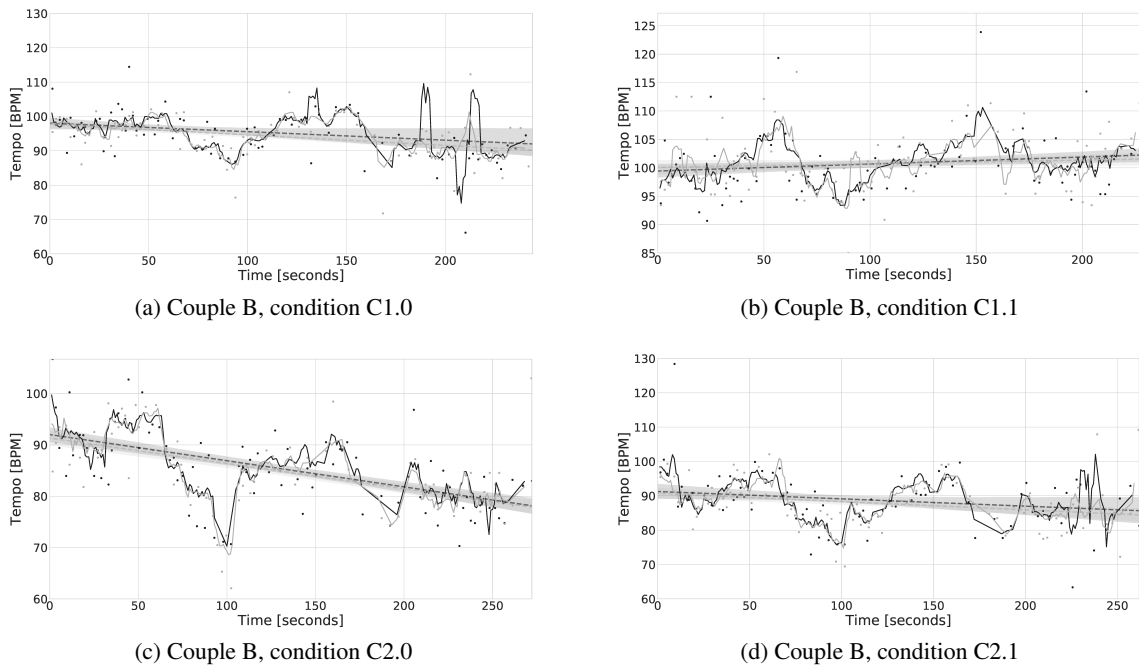 130
120
110
100
90
80
70
60
Tempo [BPM]
0 50 100 150 200
Time [seconds]
(a) Couple B, condition C1.0
125
120
115
110
105
100
95
90
85
Tempo [BPM]
0 50 100 150 200
Time [seconds]
(b) Couple B, condition C1.1
100
90
80
70
60
Tempo [BPM]
0 50 100 150 200 250
Time [seconds]
(c) Couple B, condition C2.0
130
120
110
100
90
80
70
60
Tempo [BPM]
0 50 100 150 200 250
Time [seconds]
(d) Couple B, condition C2.1